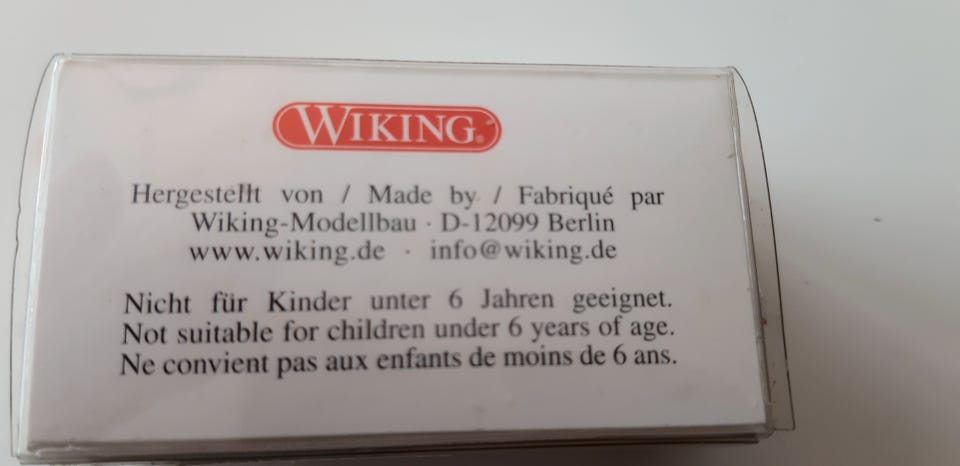 WIKING®
Hergestellt von / Made by / Fabriqué par
Wiking-Modellbau · D-12099 Berlin
www.wiking.de · info@wiking.de
Nicht für Kinder unter 6 Jahren geeignet.
Not suitable for children under 6 years of age.
Ne convient pas aux enfants de moins de 6 ans.